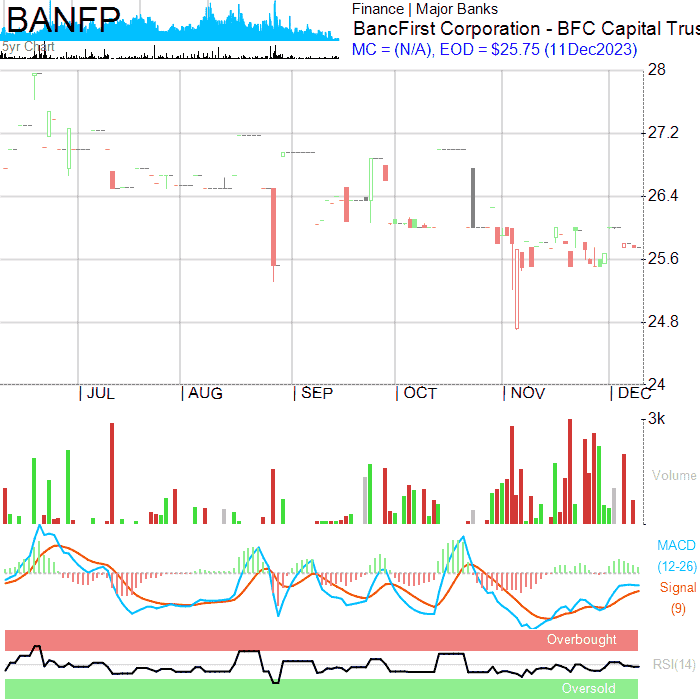 BANFP
5yr Chart
Finance | Major Banks
BancFirst Corporation - BFC Capital Trus
MC = (N/A), EOD = $25.75 (11Dec2023)
28
27.2
26.4
25.6
24.8
24
JUL AUG SEP OCT NOV DEC
3k
Volume
MACD
(12-26)
Signal
(9)
Overbought
RSI(14)
Oversold